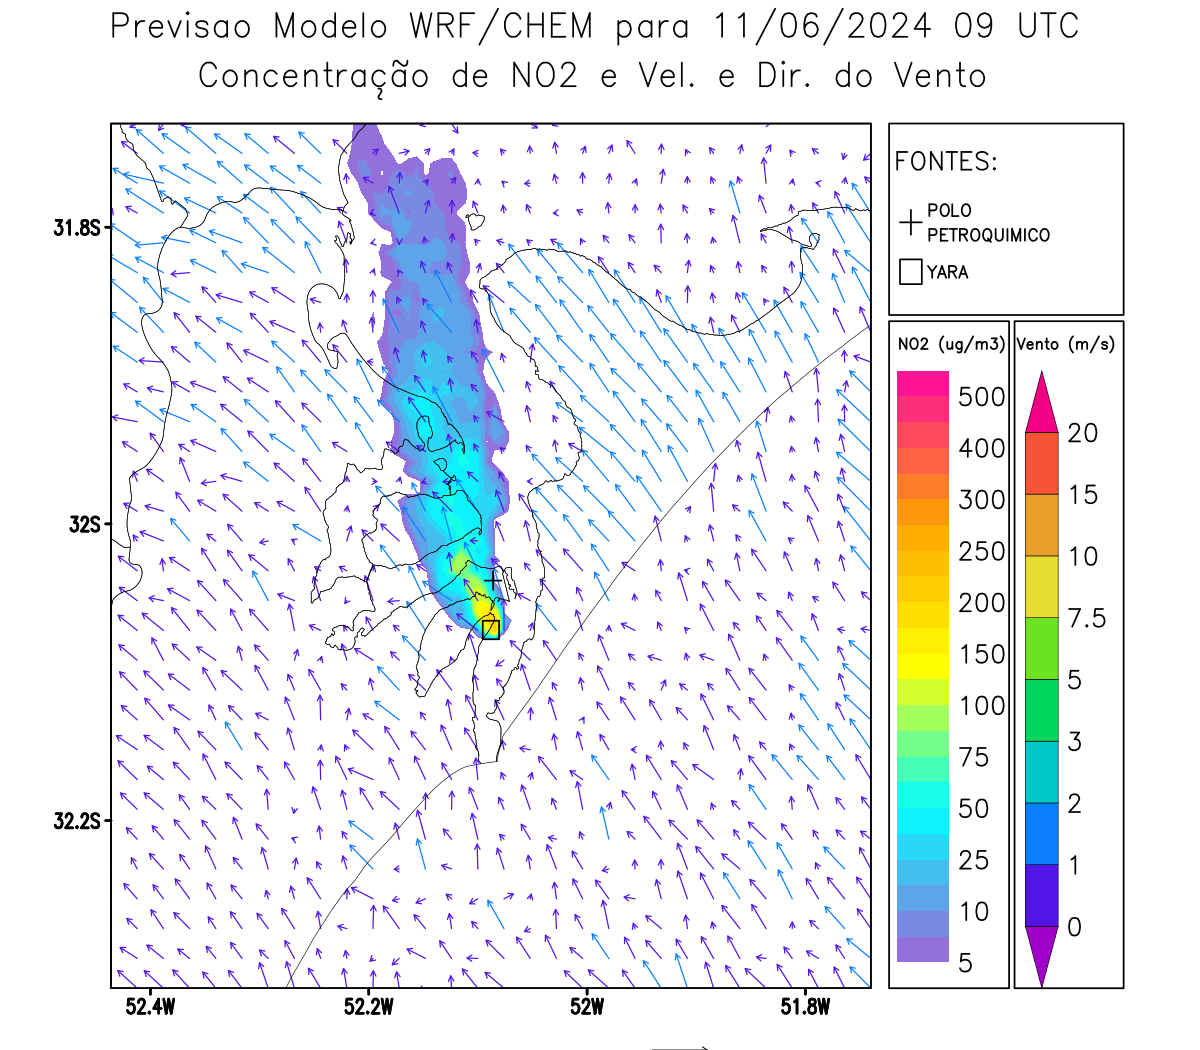 Previsao Modelo WRF/CHEM para 11/06/2024 09 UTC
Concentração de NO2 e Vel. e Dir. do Vento
FONTES:
POLO
PETROQUIMICO
YARA
NO2 (ug/m3)
500
400
300
250
200
150
100
75
50
25
10
5
Vento (m/s)
20
15
10
7.5
5
3
2
1
0
31.8S
32S
32.2S
52.4W
52.2W
52W
51.8W